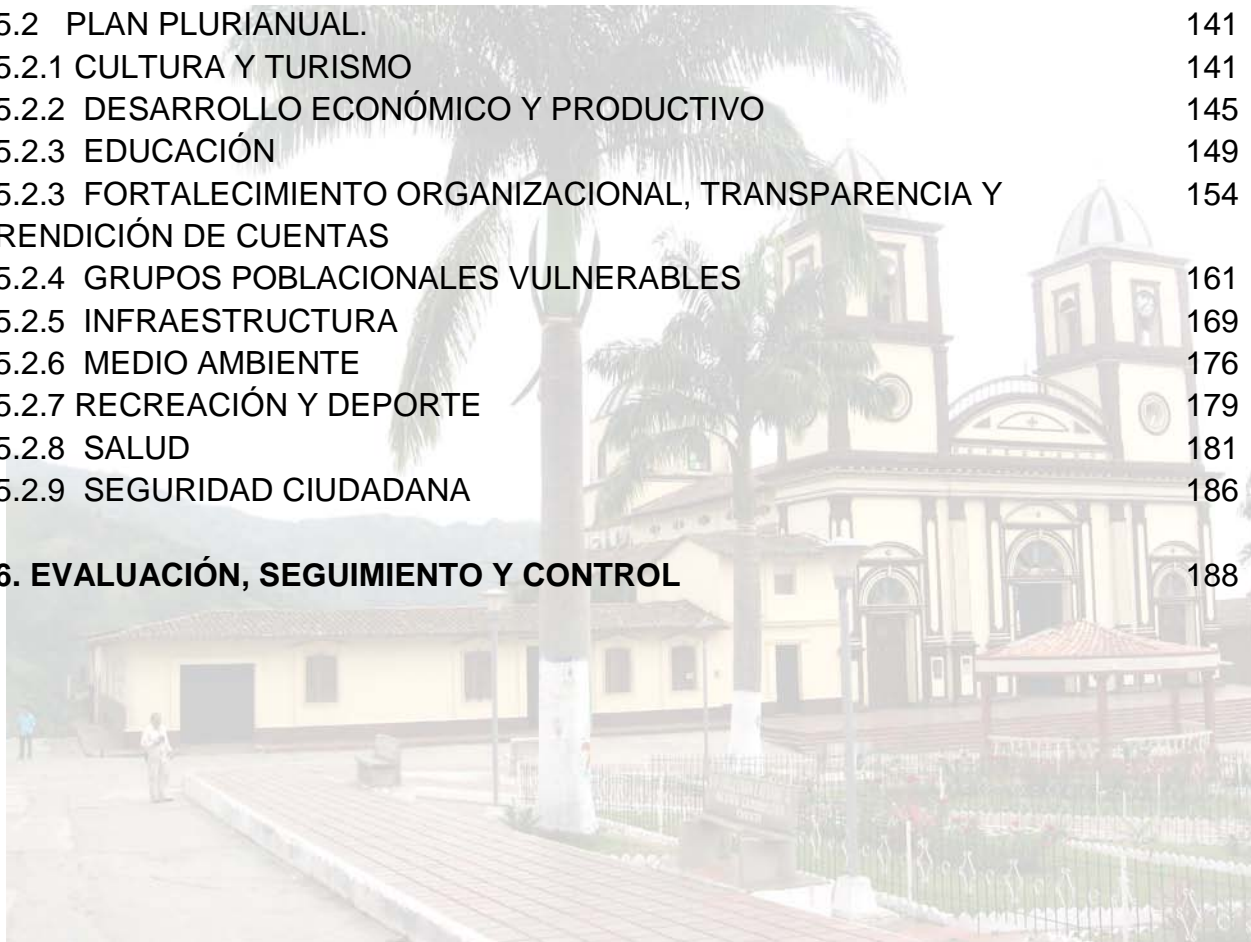 5.2 PLAN PLURIANUAL. 141
5.2.1 CULTURA Y TURISMO 141
5.2.2 DESARROLLO ECONÓMICO Y PRODUCTIVO 145
5.2.3 EDUCACIÓN 149
5.2.3 FORTALECIMIENTO ORGANIZACIONAL, TRANSPARENCIA Y 154
RENDICIÓN DE CUENTAS
5.2.4 GRUPOS POBLACIONALES VULNERABLES 161
5.2.5 INFRAESTRUCTURA 169
5.2.6 MEDIO AMBIENTE 176
5.2.7 RECREACIÓN Y DEPORTE 179
5.2.8 SALUD 181
5.2.9 SEGURIDAD CIUDADANA 186
6. EVALUACIÓN, SEGUIMIENTO Y CONTROL 188